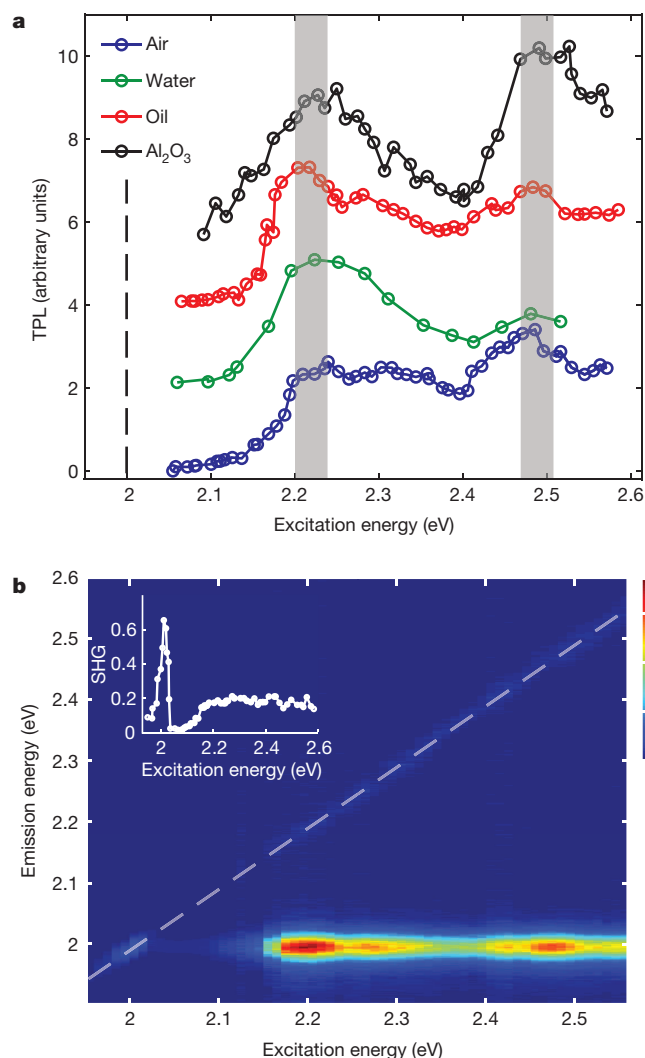 a
Air
Water
Oil
Al₂O₃
TPL (arbitrary units)
10
8
6
4
2
0
2 2.1 2.2 2.3 2.4 2.5 2.6
Excitation energy (eV)
b
Emission energy (eV)
2.6
2.5
2.4
2.3
2.2
2.1
2
SHG
0.6
0.4
0.2
0
2 2.2 2.4 2.6
Excitation energy (eV)
2 2.1 2.2 2.3 2.4 2.5
Excitation energy (eV)